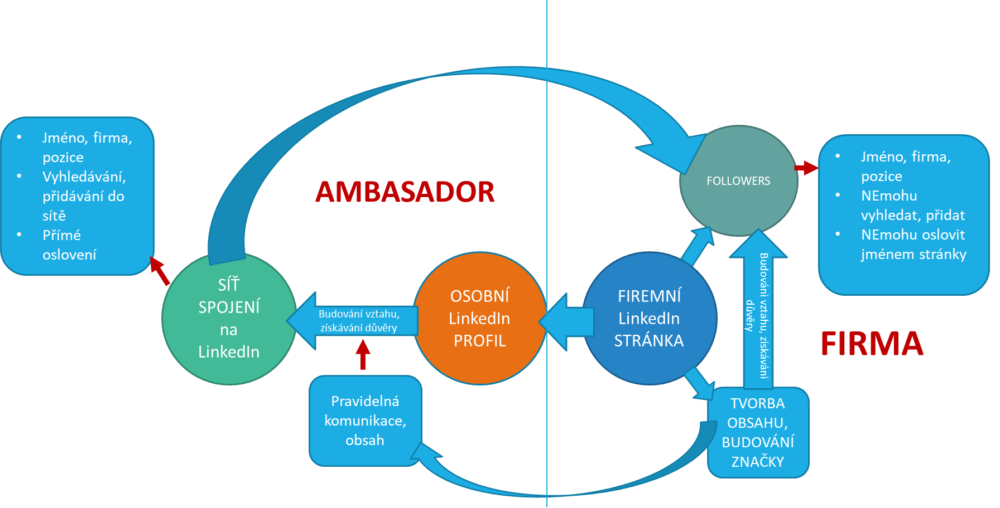 • Jméno, firma,
pozice
• Vyhledávání,
přidávání do
sítě
• Přímé
oslovení
AMBASADOR
FOLLOWERS
• Jméno, firma,
pozice
• NEmohu
vyhledat, přidat
• NEmohu oslovit
jménem stránky
SÍŤ
SPOJENÍ
na
LinkedIn
Budování vztahu,
získávání důvěry
OSOBNÍ
LinkedIn
PROFIL
FIREMNÍ
LinkedIn
STRÁNKA
Budování vztahu, získávání
důvěry
FIRMA
Pravidelná
komunikace,
obsah
TVORBA
OBSAHU,
BUDOVÁNÍ
ZNAČKY